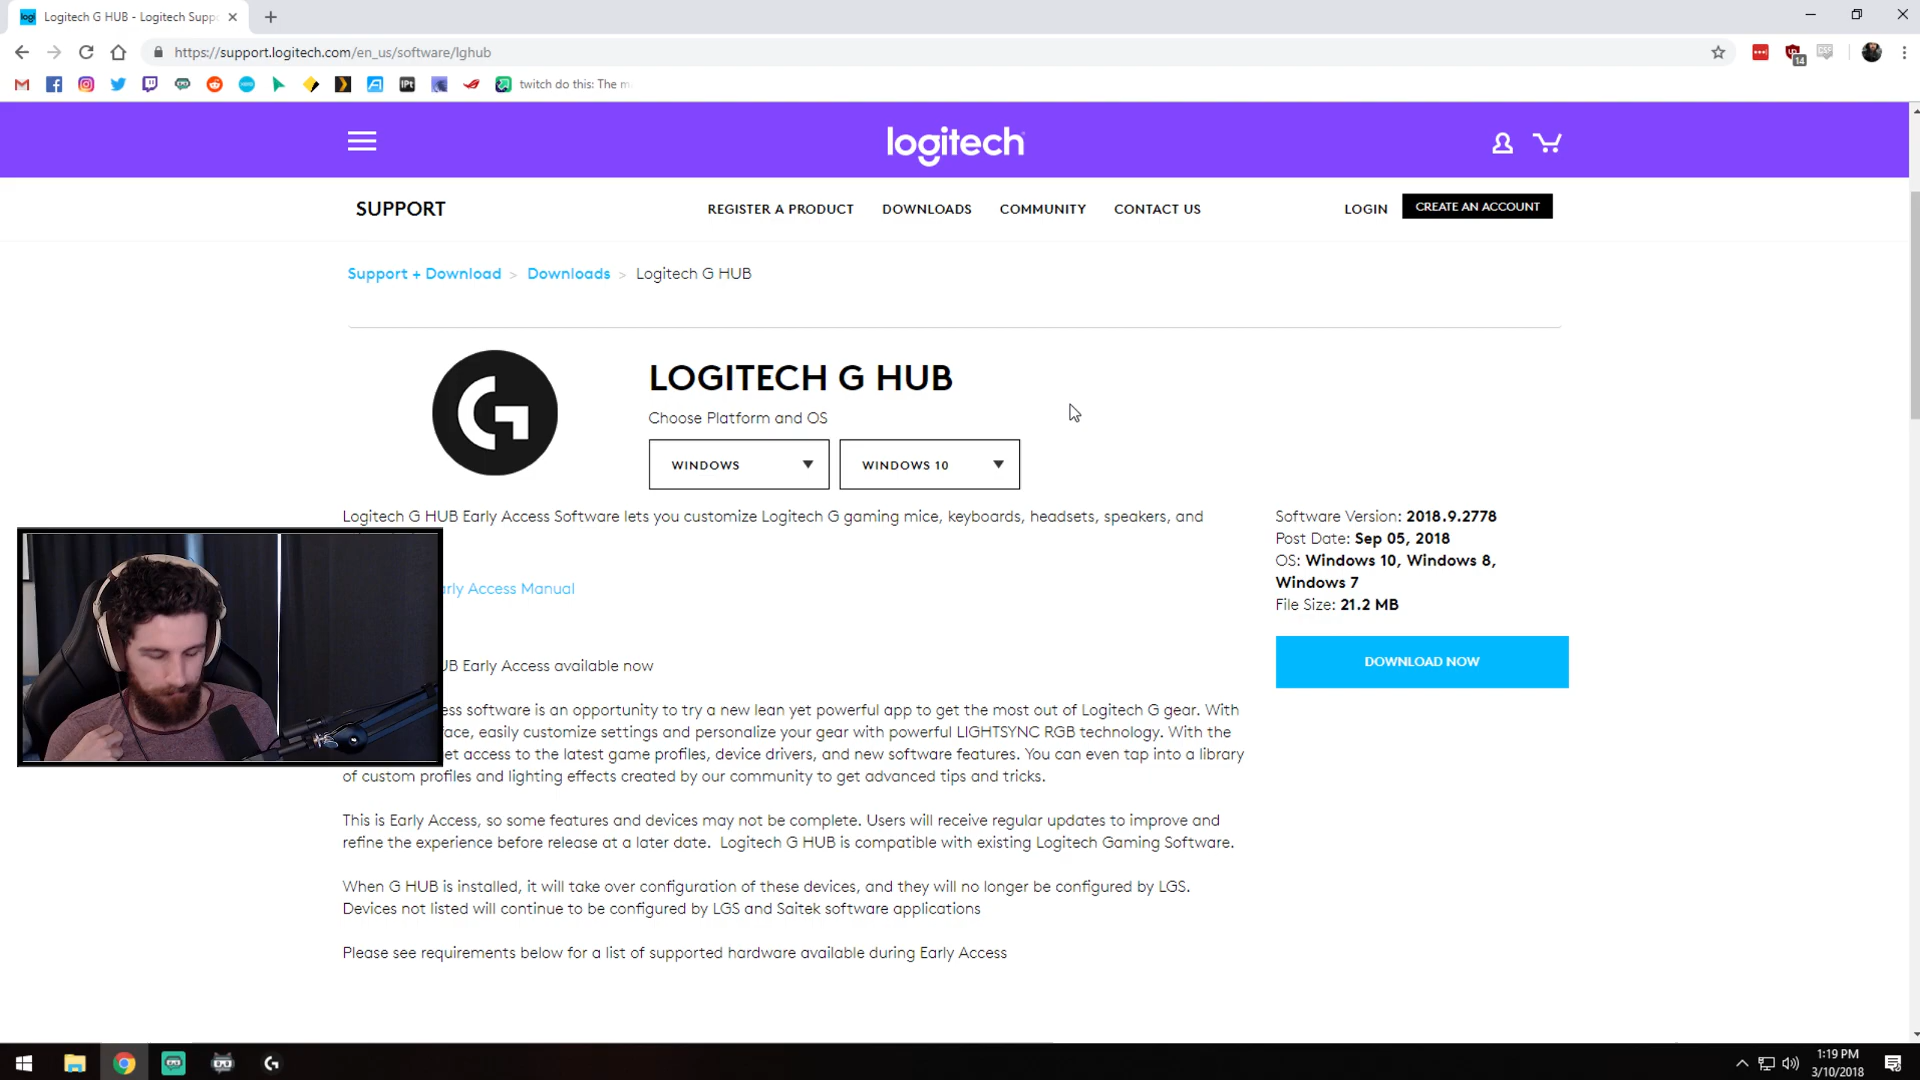 Logitech G HUB - Logitech Supp
https://support.logitech.com/en_us/software/lghub
14
twitch do this: The m
logitech
SUPPORT
REGISTER A PRODUCT
DOWNLOADS
COMMUNITY
CONTACT US
LOGIN
CREATE AN ACCOUNT
Support + Download > Downloads > Logitech G HUB
LOGITECH G HUB
Choose Platform and OS
WINDOWS
WINDOWS 10
Logitech G HUB Early Access Software lets you customize Logitech G gaming mice, keyboards, headsets, speakers, and
Access Manual
Early Access available now
software is an opportunity to try a new lean yet powerful app to get the most out of Logitech G gear. With
easily customize settings and personalize your gear with powerful LIGHTSYNC RGB technology. With the
access to the latest game profiles, device drivers, and new software features. You can even tap into a library
of custom profiles and lighting effects created by our community to get advanced tips and tricks.
This is Early Access, so some features and devices may not be complete. Users will receive regular updates to improve and
refine the experience before release at a later date. Logitech G HUB is compatible with existing Logitech Gaming Software.
When G HUB is installed, it will take over configuration of these devices, and they will no longer be configured by LGS.
Devices not listed will continue to be configured by LGS and Saitek software applications
Please see requirements below for a list of supported hardware available during Early Access
Software Version: 2018.9.2778
Post Date: Sep 05, 2018
OS: Windows 10, Windows 8,
Windows 7
File Size: 21.2 MB
DOWNLOAD NOW
1:19 PM
3/10/2018